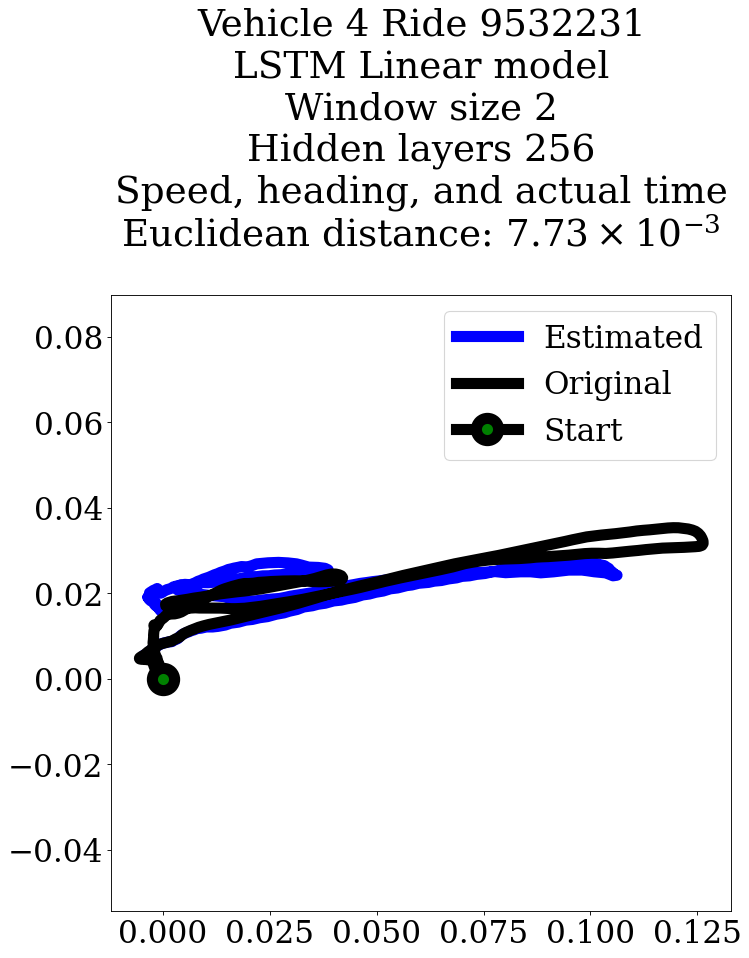 Vehicle 4 Ride 9532231
LSTM Linear model
Window size 2
Hidden layers 256
Speed, heading, and actual time
Euclidean distance: 7.73 × 10⁻³
Estimated
Original
Start
0.08
0.06
0.04
0.02
0.00
−0.02
−0.04
0.000 0.025 0.050 0.075 0.100 0.125